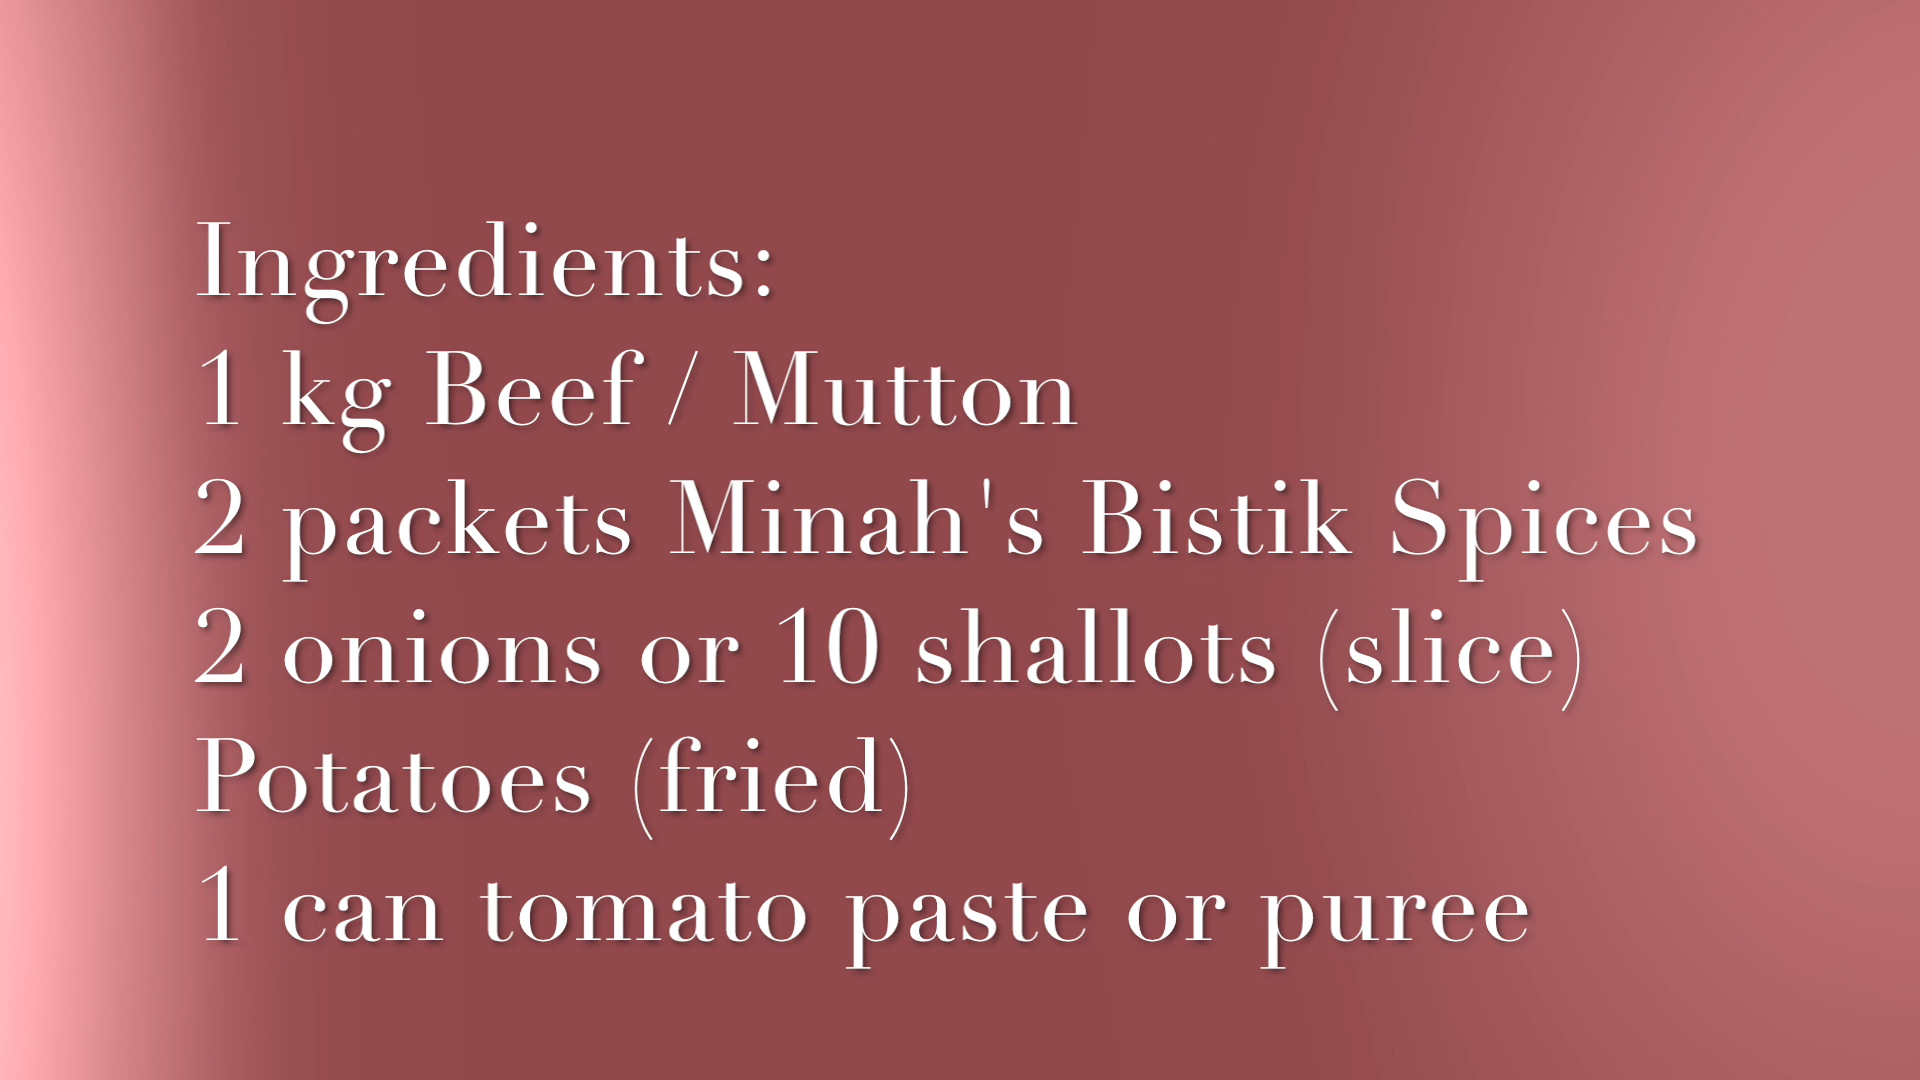 Ingredients:
1 kg Beef / Mutton
2 packets Minah's Bistik Spices
2 onions or 10 shallots (slice)
Potatoes (fried)
1 can tomato paste or puree